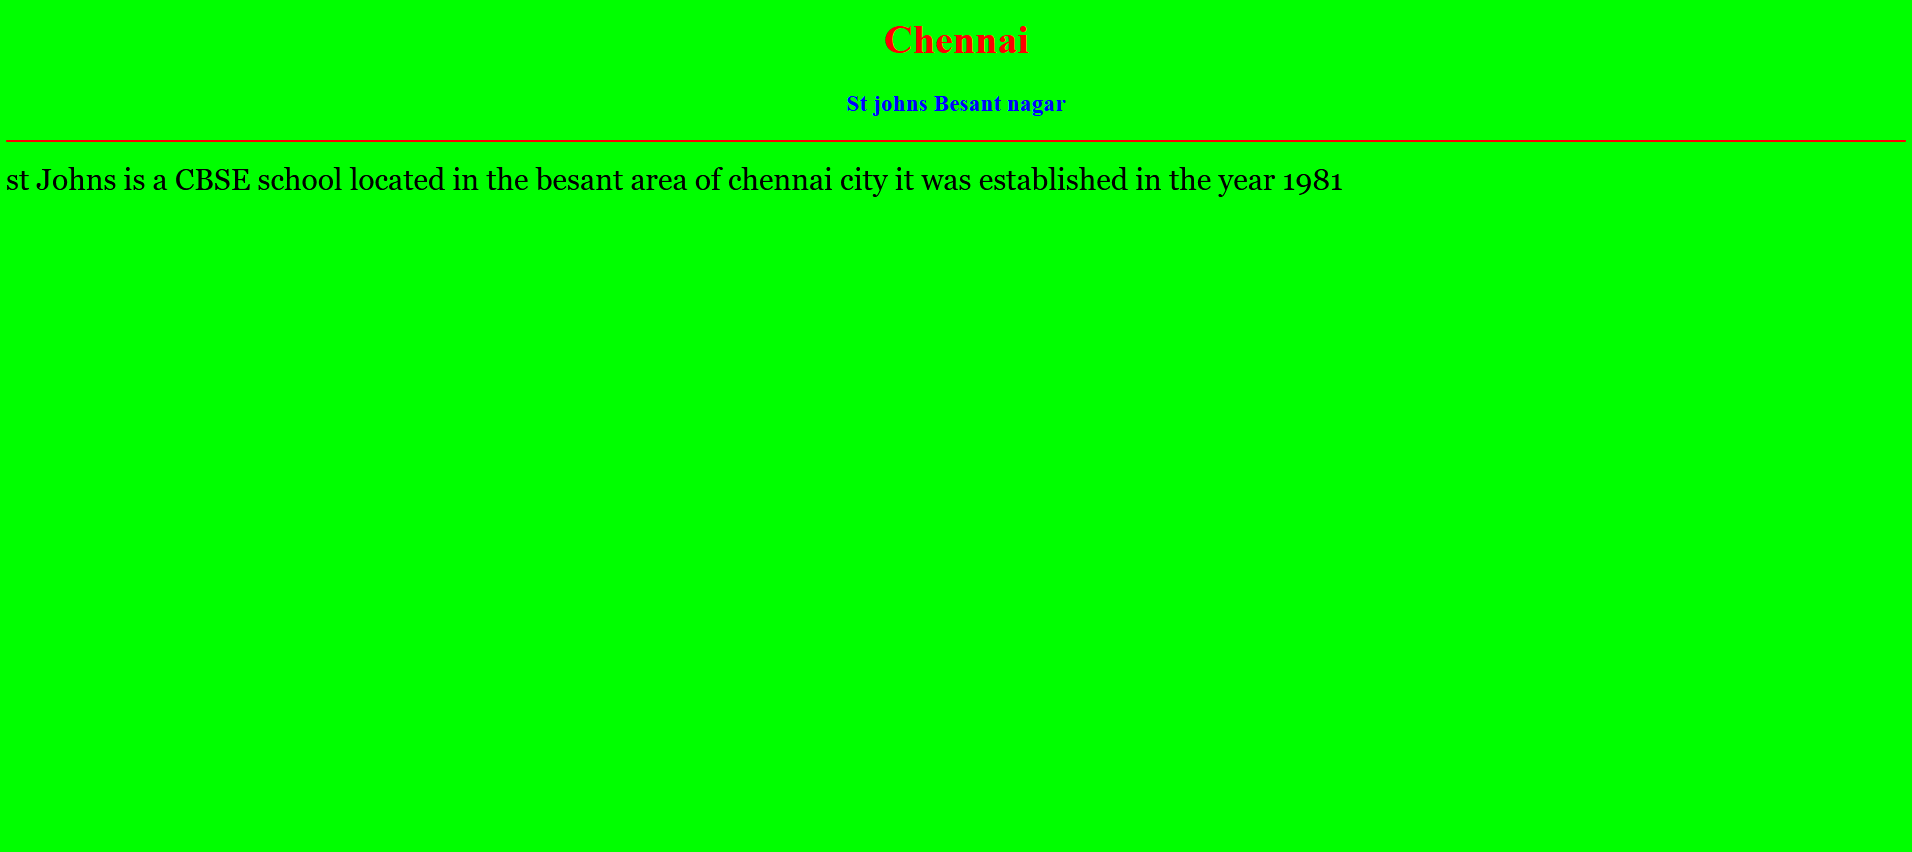 Chennai
St johns Besant nagar
st Johns is a CBSE school located in the besant area of chennai city it was established in the year 1981